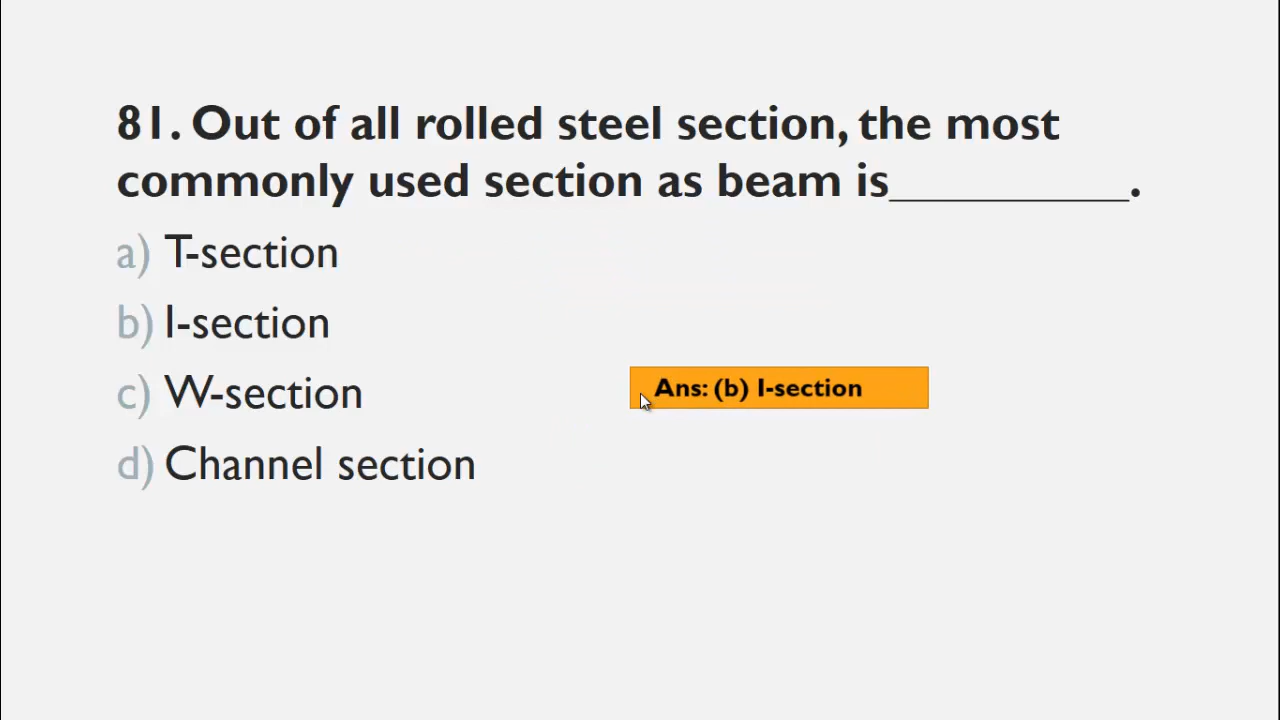 81. Out of all rolled steel section, the most
commonly used section as beam is__________.
a) T-section
b) I-section
c) W-section
Ans: (b) I-section
d) Channel section